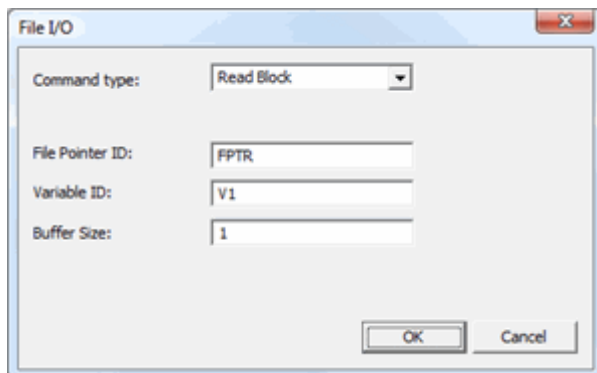 File I/O
Command type: Read Block
File Pointer ID: FPTR
Variable ID: V1
Buffer Size: 1
OK Cancel